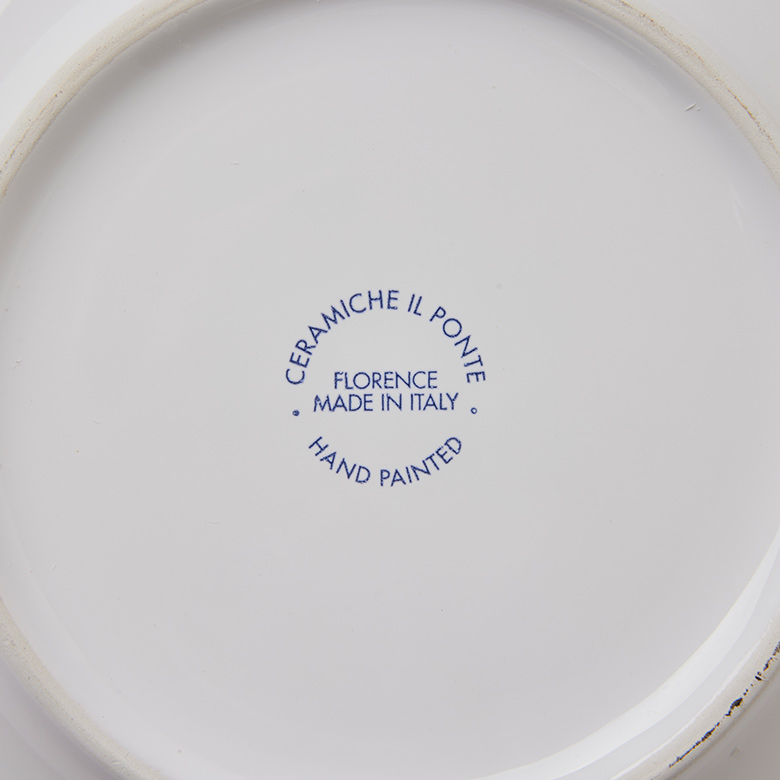 CERAMICHE IL PONTE
FLORENCE
MADE IN ITALY
HAND PAINTED